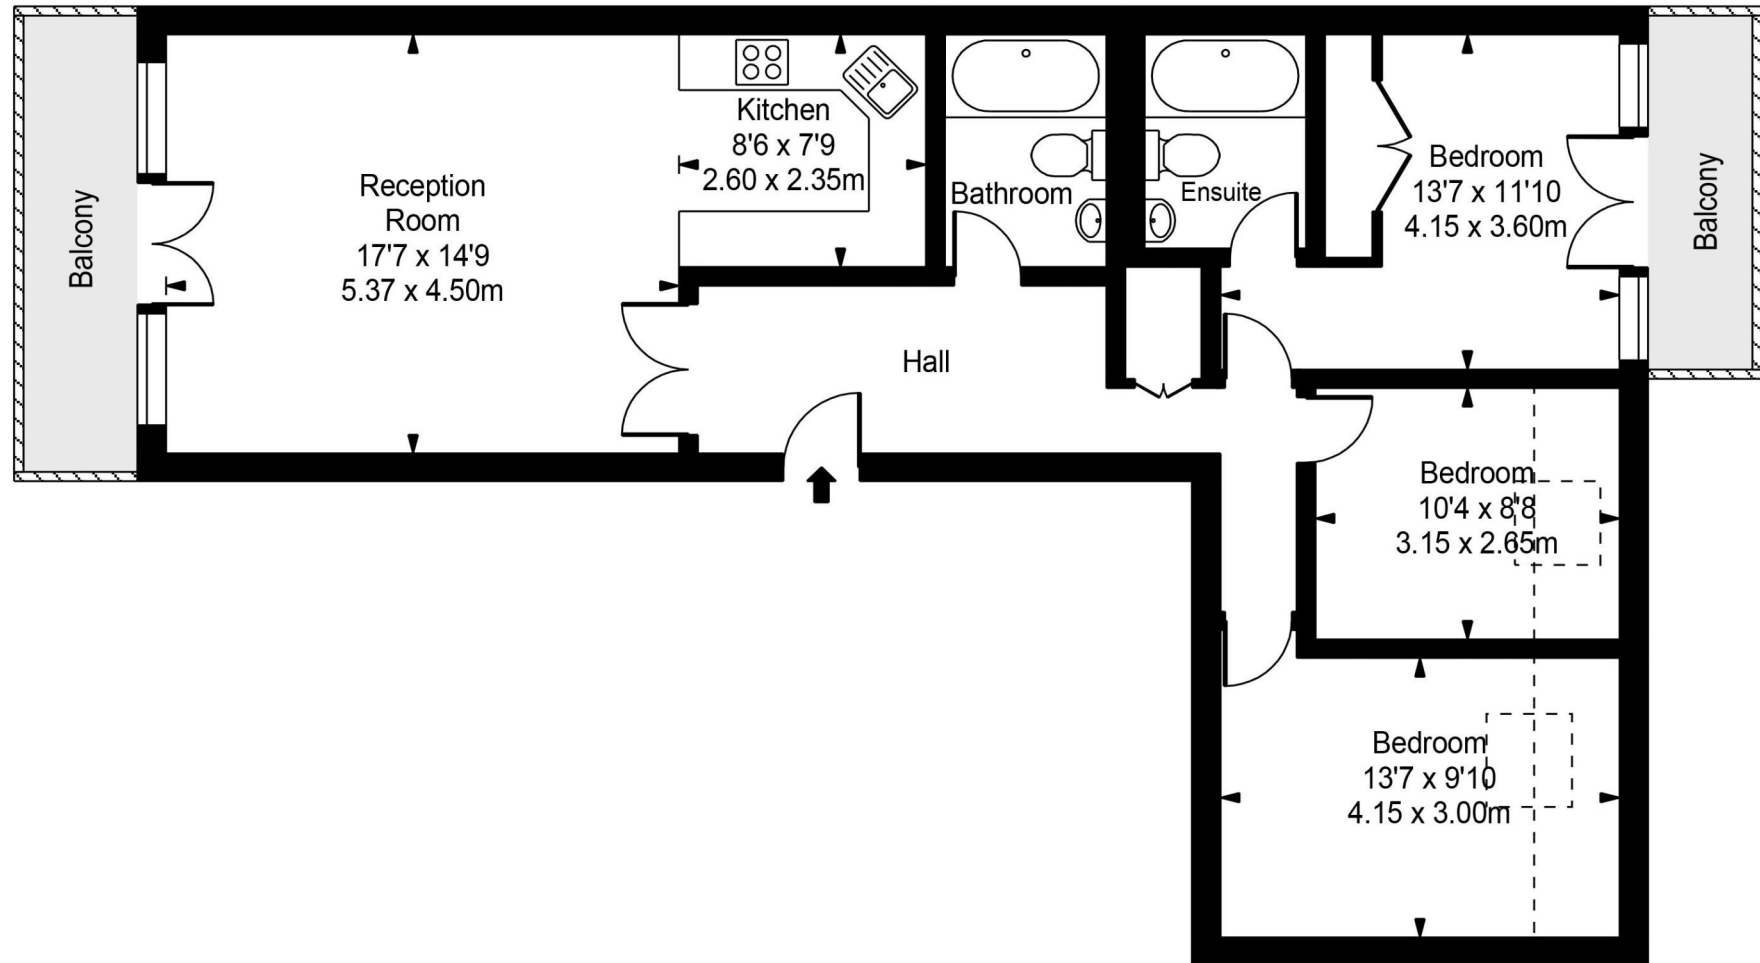 Balcony
Reception
Room
17'7 x 14'9
5.37 x 4.50m
Kitchen
8'6 x 7'9
2.60 x 2.35m
Bathroom
Ensuite
Bedroom
13'7 x 11'10
4.15 x 3.60m
Balcony
Hall
Bedroom
10'4 x 8'8
3.15 x 2.65m
Bedroom
13'7 x 9'10
4.15 x 3.00m